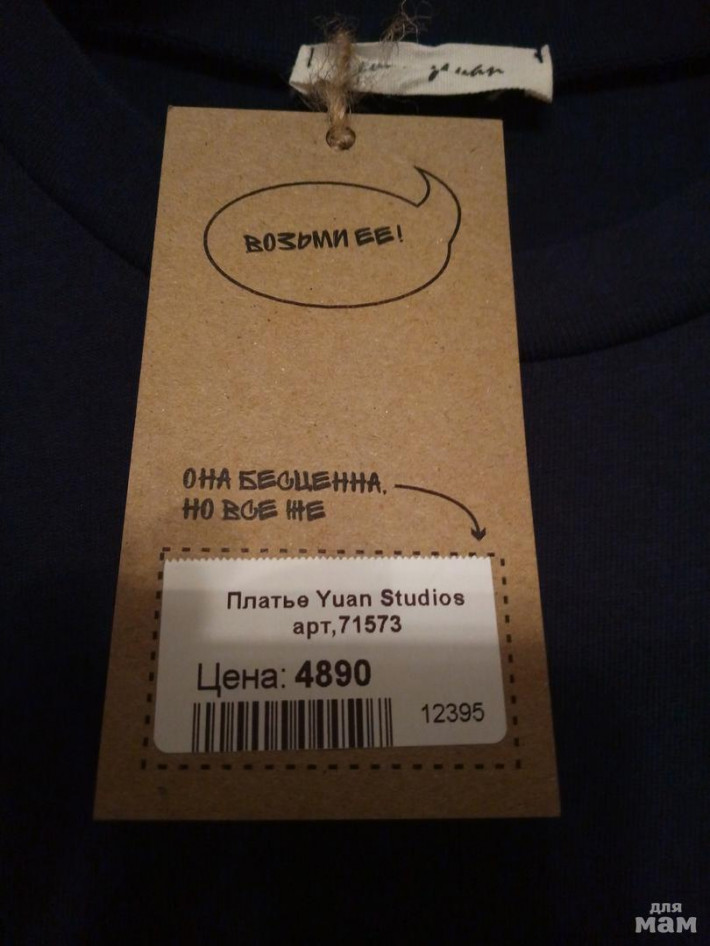 ВОЗЬМИ ЕЕ!
ОНА БЕСЦЕННА,
НО ВСЕ ЖЕ
Платье Yuan Studios
арт,71573
Цена: 4890
12395
для
мам